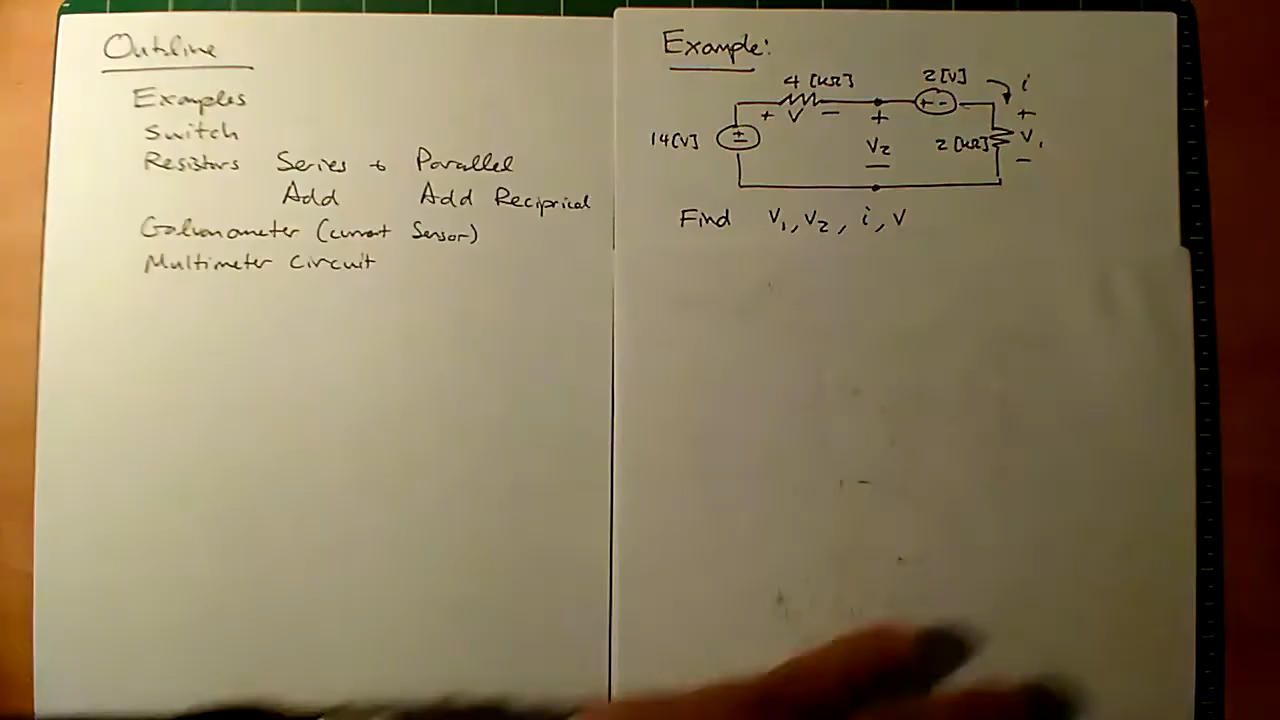 Outline
Examples
Switch
Resistors Series + Parallel
Add Add Reciprical
Galvanometer (current Sensor)
Multimeter Circuit
Example:
4 [kΩ] 2 [V] i
+ V - + + - +
14 [V] ± V₂ 2 [kΩ] V₁
- -
Find V₁, V₂, i, V